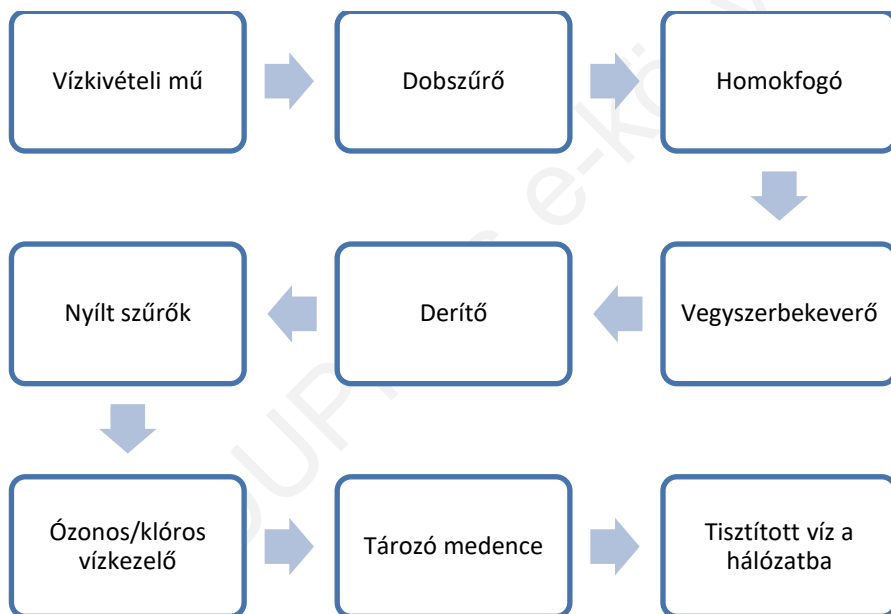 Vízkivételi mű
Dobszűrő
Homokfogó
Vegyszerbekeverő
Derítő
Nyílt szűrők
Ózonos/klóros
vízkezelő
Tározó medence
Tisztított víz a
hálózatba